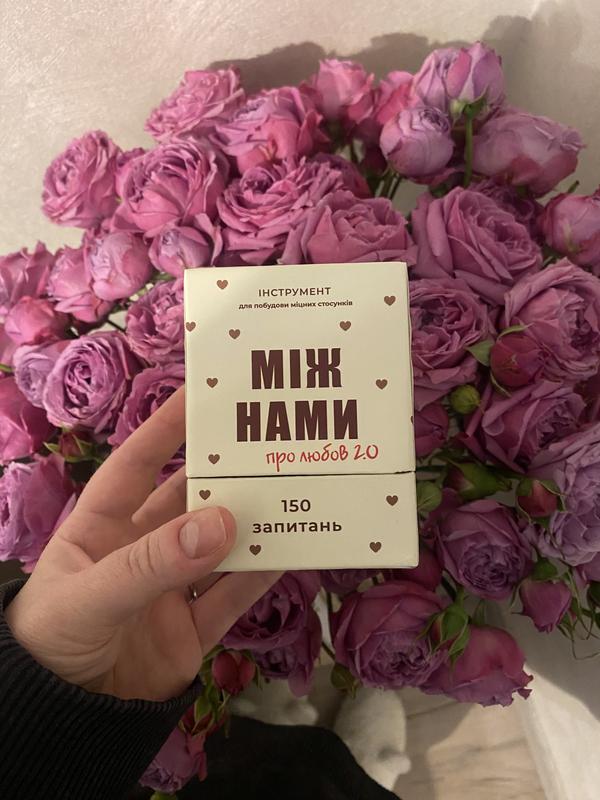 ІНСТРУМЕНТ
для побудови міцних стосунків
МІЖ
НАМИ
про любов 2.0
150
запитань